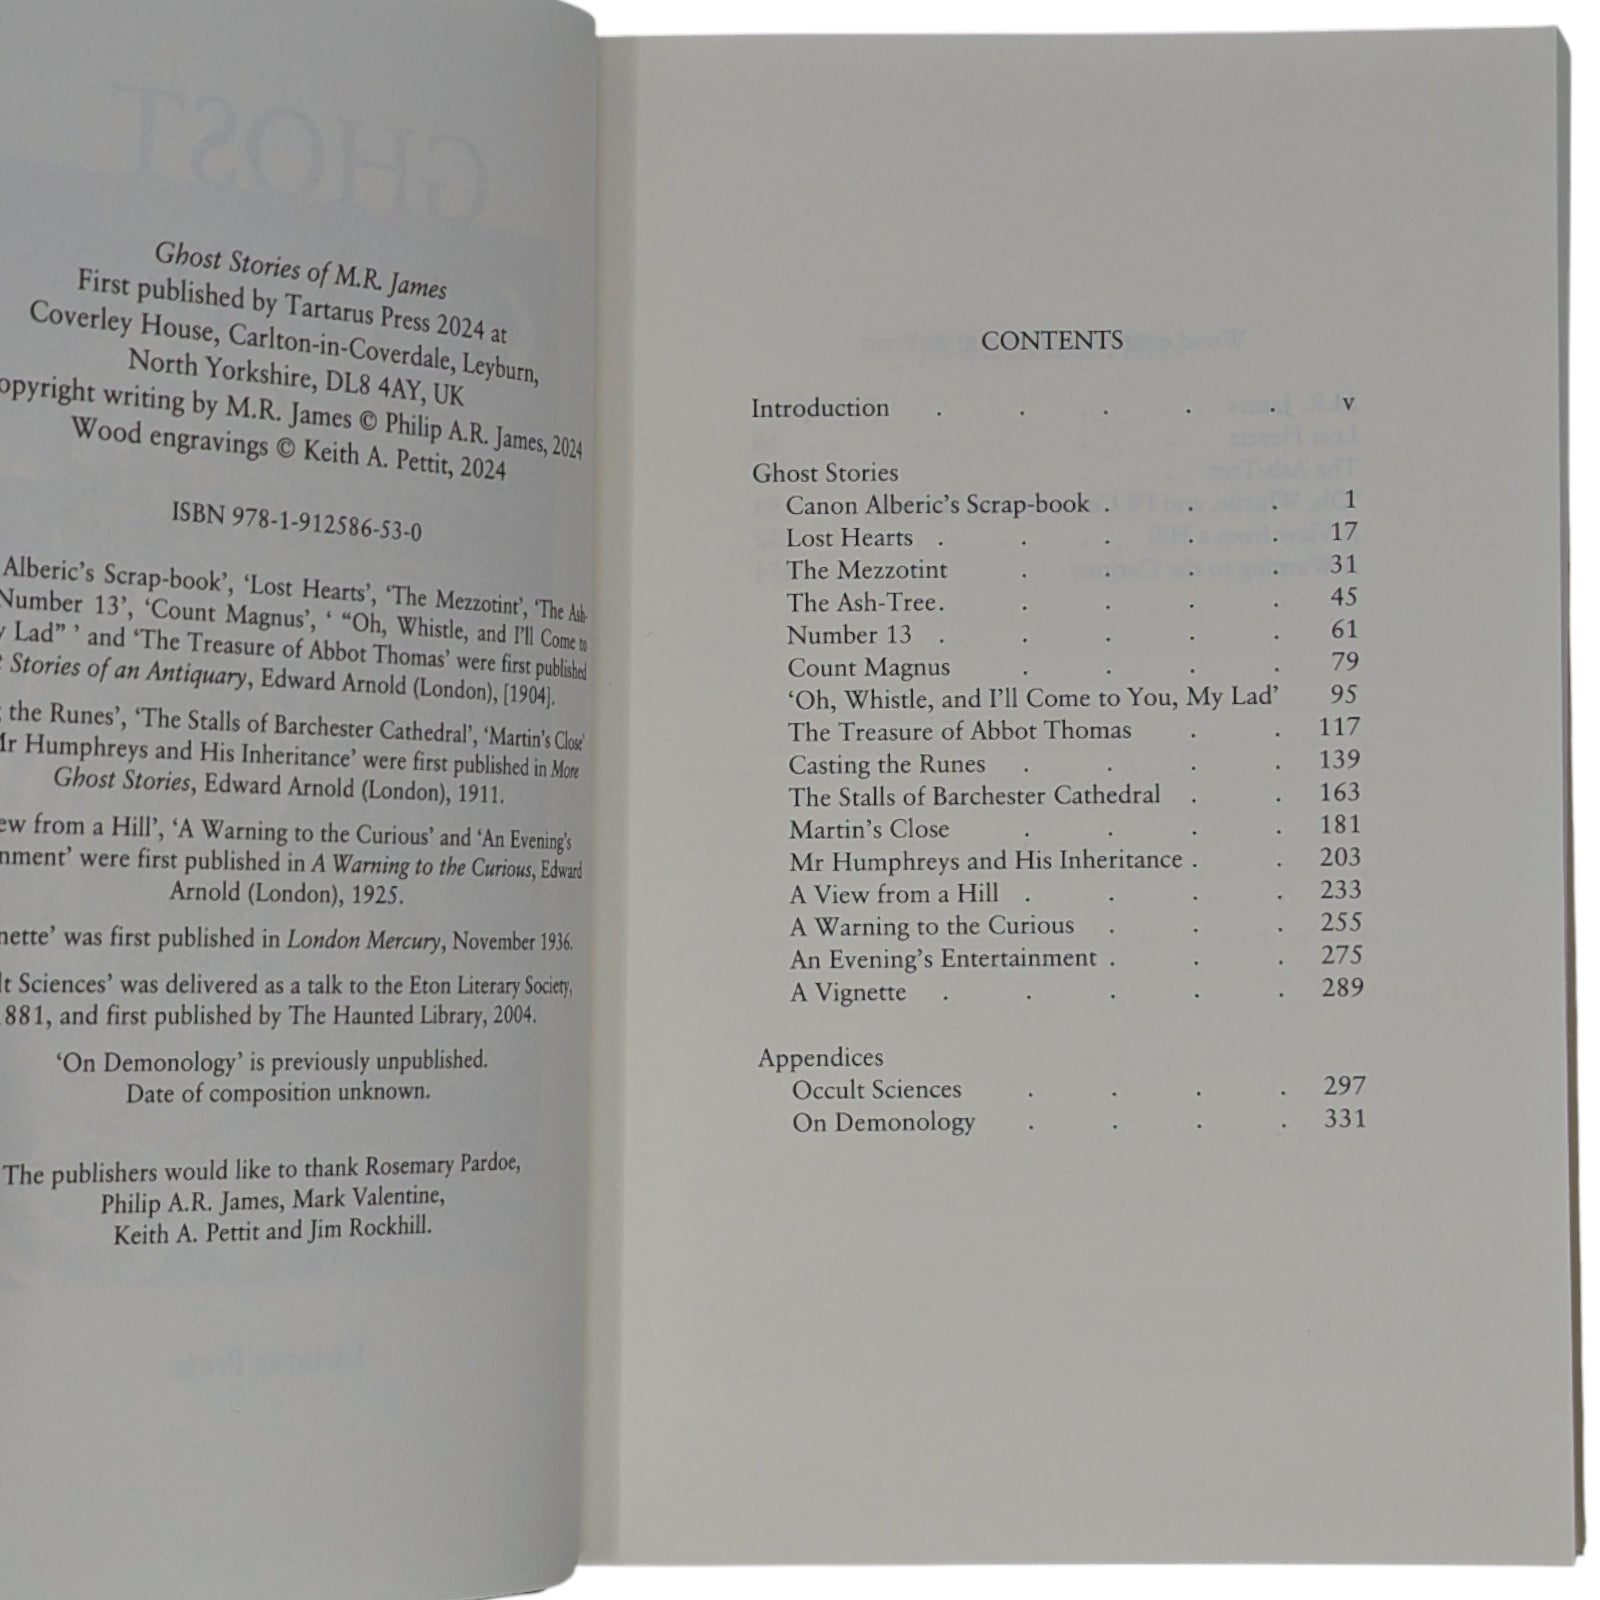 GHOST
Ghost Stories of M.R. James
First published by Tartarus Press 2024 at
Coverley House, Carlton-in-Coverdale, Leyburn,
North Yorkshire, DL8 4AY, UK
opyright writing by M.R. James © Philip A.R. James, 2024
Wood engravings © Keith A. Pettit, 2024
ISBN 978-1-912586-53-0
Alberic's Scrap-book', 'Lost Hearts', 'The Mezzotint', 'The Ash-
Number 13', 'Count Magnus', ' "Oh, Whistle, and I'll Come to
Lad" ' and 'The Treasure of Abbot Thomas' were first published
Stories of an Antiquary, Edward Arnold (London), [1904].
the Runes', 'The Stalls of Barchester Cathedral', 'Martin's Close'
Mr Humphreys and His Inheritance' were first published in More
Ghost Stories, Edward Arnold (London), 1911.
ew from a Hill', 'A Warning to the Curious' and 'An Evening's
nment' were first published in A Warning to the Curious, Edward
Arnold (London), 1925.
nette' was first published in London Mercury, November 1936.
lt Sciences' was delivered as a talk to the Eton Literary Society,
1881, and first published by The Haunted Library, 2004.
'On Demonology' is previously unpublished.
Date of composition unknown.
The publishers would like to thank Rosemary Pardoe,
Philip A.R. James, Mark Valentine,
Keith A. Pettit and Jim Rockhill.
Tartarus Press
CONTENTS
Introduction . . . . . v
Ghost Stories
Canon Alberic's Scrap-book . . . 1
Lost Hearts . . . . . 17
The Mezzotint . . . . 31
The Ash-Tree. . . . . 45
Number 13 . . . . . 61
Count Magnus . . . . 79
'Oh, Whistle, and I'll Come to You, My Lad' 95
The Treasure of Abbot Thomas . . 117
Casting the Runes . . . . 139
The Stalls of Barchester Cathedral . . 163
Martin's Close . . . . 181
Mr Humphreys and His Inheritance . . 203
A View from a Hill . . . . 233
A Warning to the Curious . . . 255
An Evening's Entertainment . . . 275
A Vignette . . . . . 289
Appendices
Occult Sciences . . . . 297
On Demonology . . . . 331